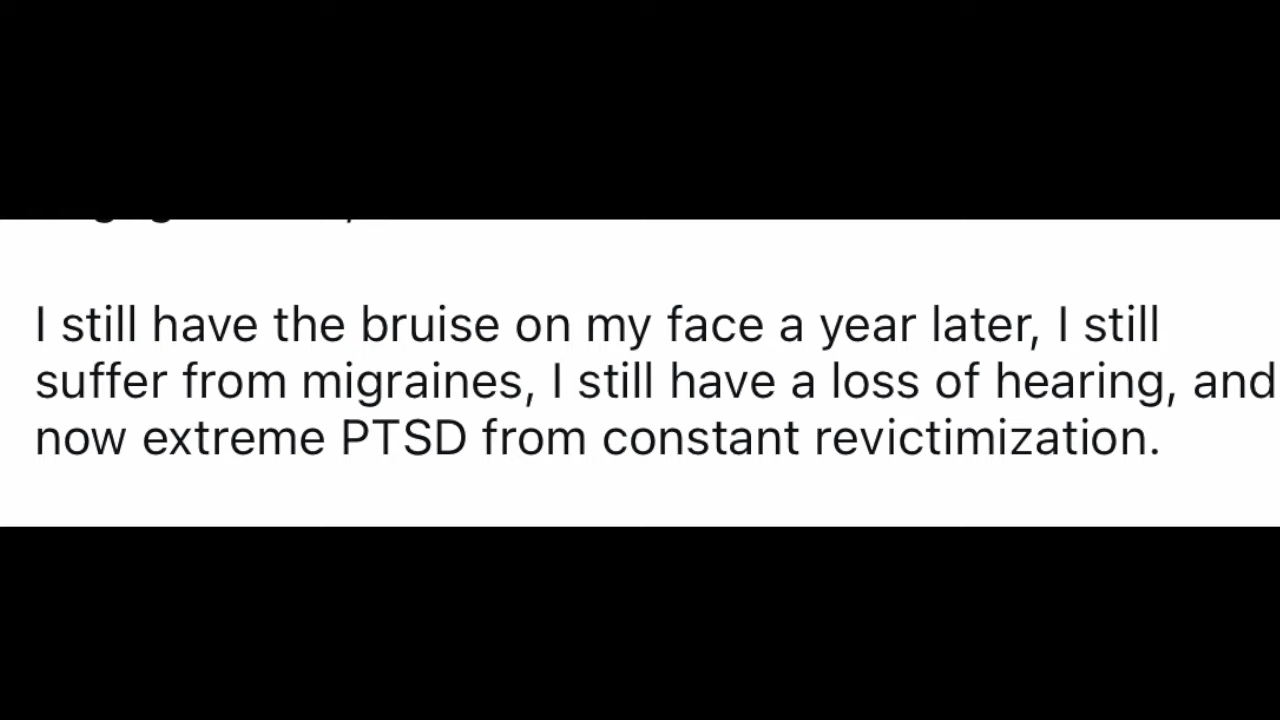 I still have the bruise on my face a year later, I still
suffer from migraines, I still have a loss of hearing, and
now extreme PTSD from constant revictimization.